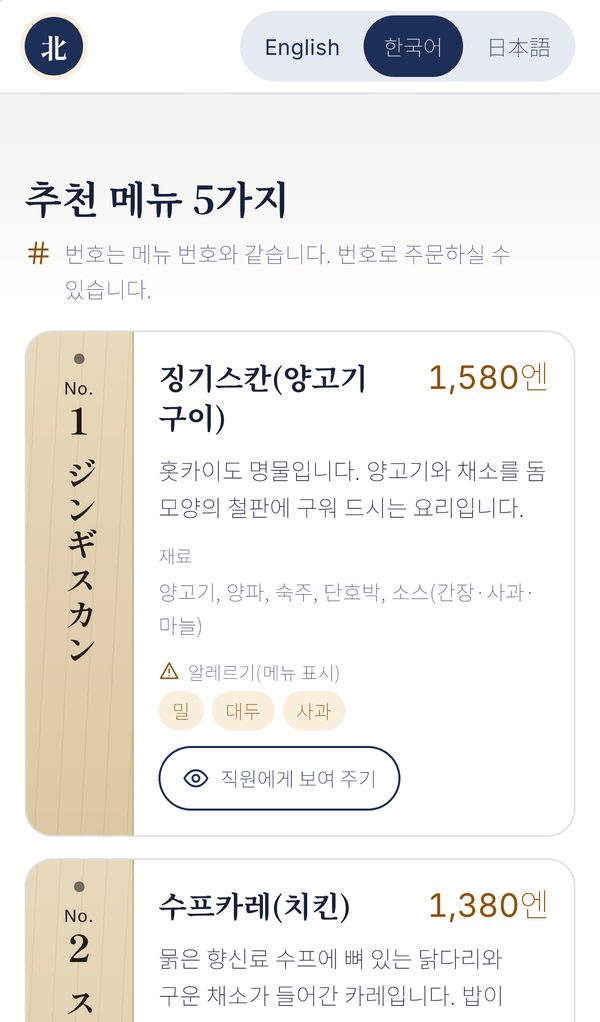 北
English 한국어 日本語
추천 메뉴 5가지
# 번호는 메뉴 번호와 같습니다. 번호로 주문하실 수
있습니다.
No.
1
ジンギスカン
징기스칸(양고기
구이)
1,580엔
홋카이도 명물입니다. 양고기와 채소를 돔
모양의 철판에 구워 드시는 요리입니다.
재료
양고기, 양파, 숙주, 단호박, 소스(간장·사과·
마늘)
알레르기(메뉴 표시)
밀 대두 사과
직원에게 보여 주기
No.
2
ス
수프카레(치킨)
1,380엔
묽은 향신료 수프에 뼈 있는 닭다리와
구운 채소가 들어간 카레입니다. 밥이